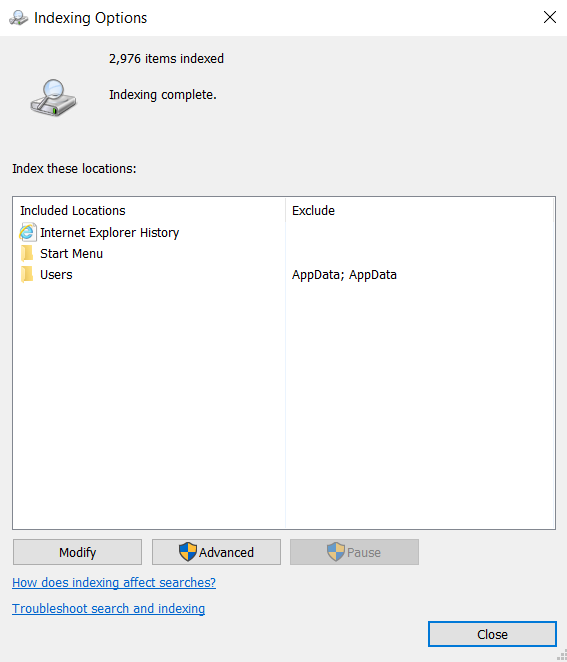 Indexing Options
2,976 items indexed
Indexing complete.
Index these locations:
Included Locations Exclude
Internet Explorer History
Start Menu
Users AppData; AppData
Modify Advanced Pause
How does indexing affect searches?
Troubleshoot search and indexing
Close